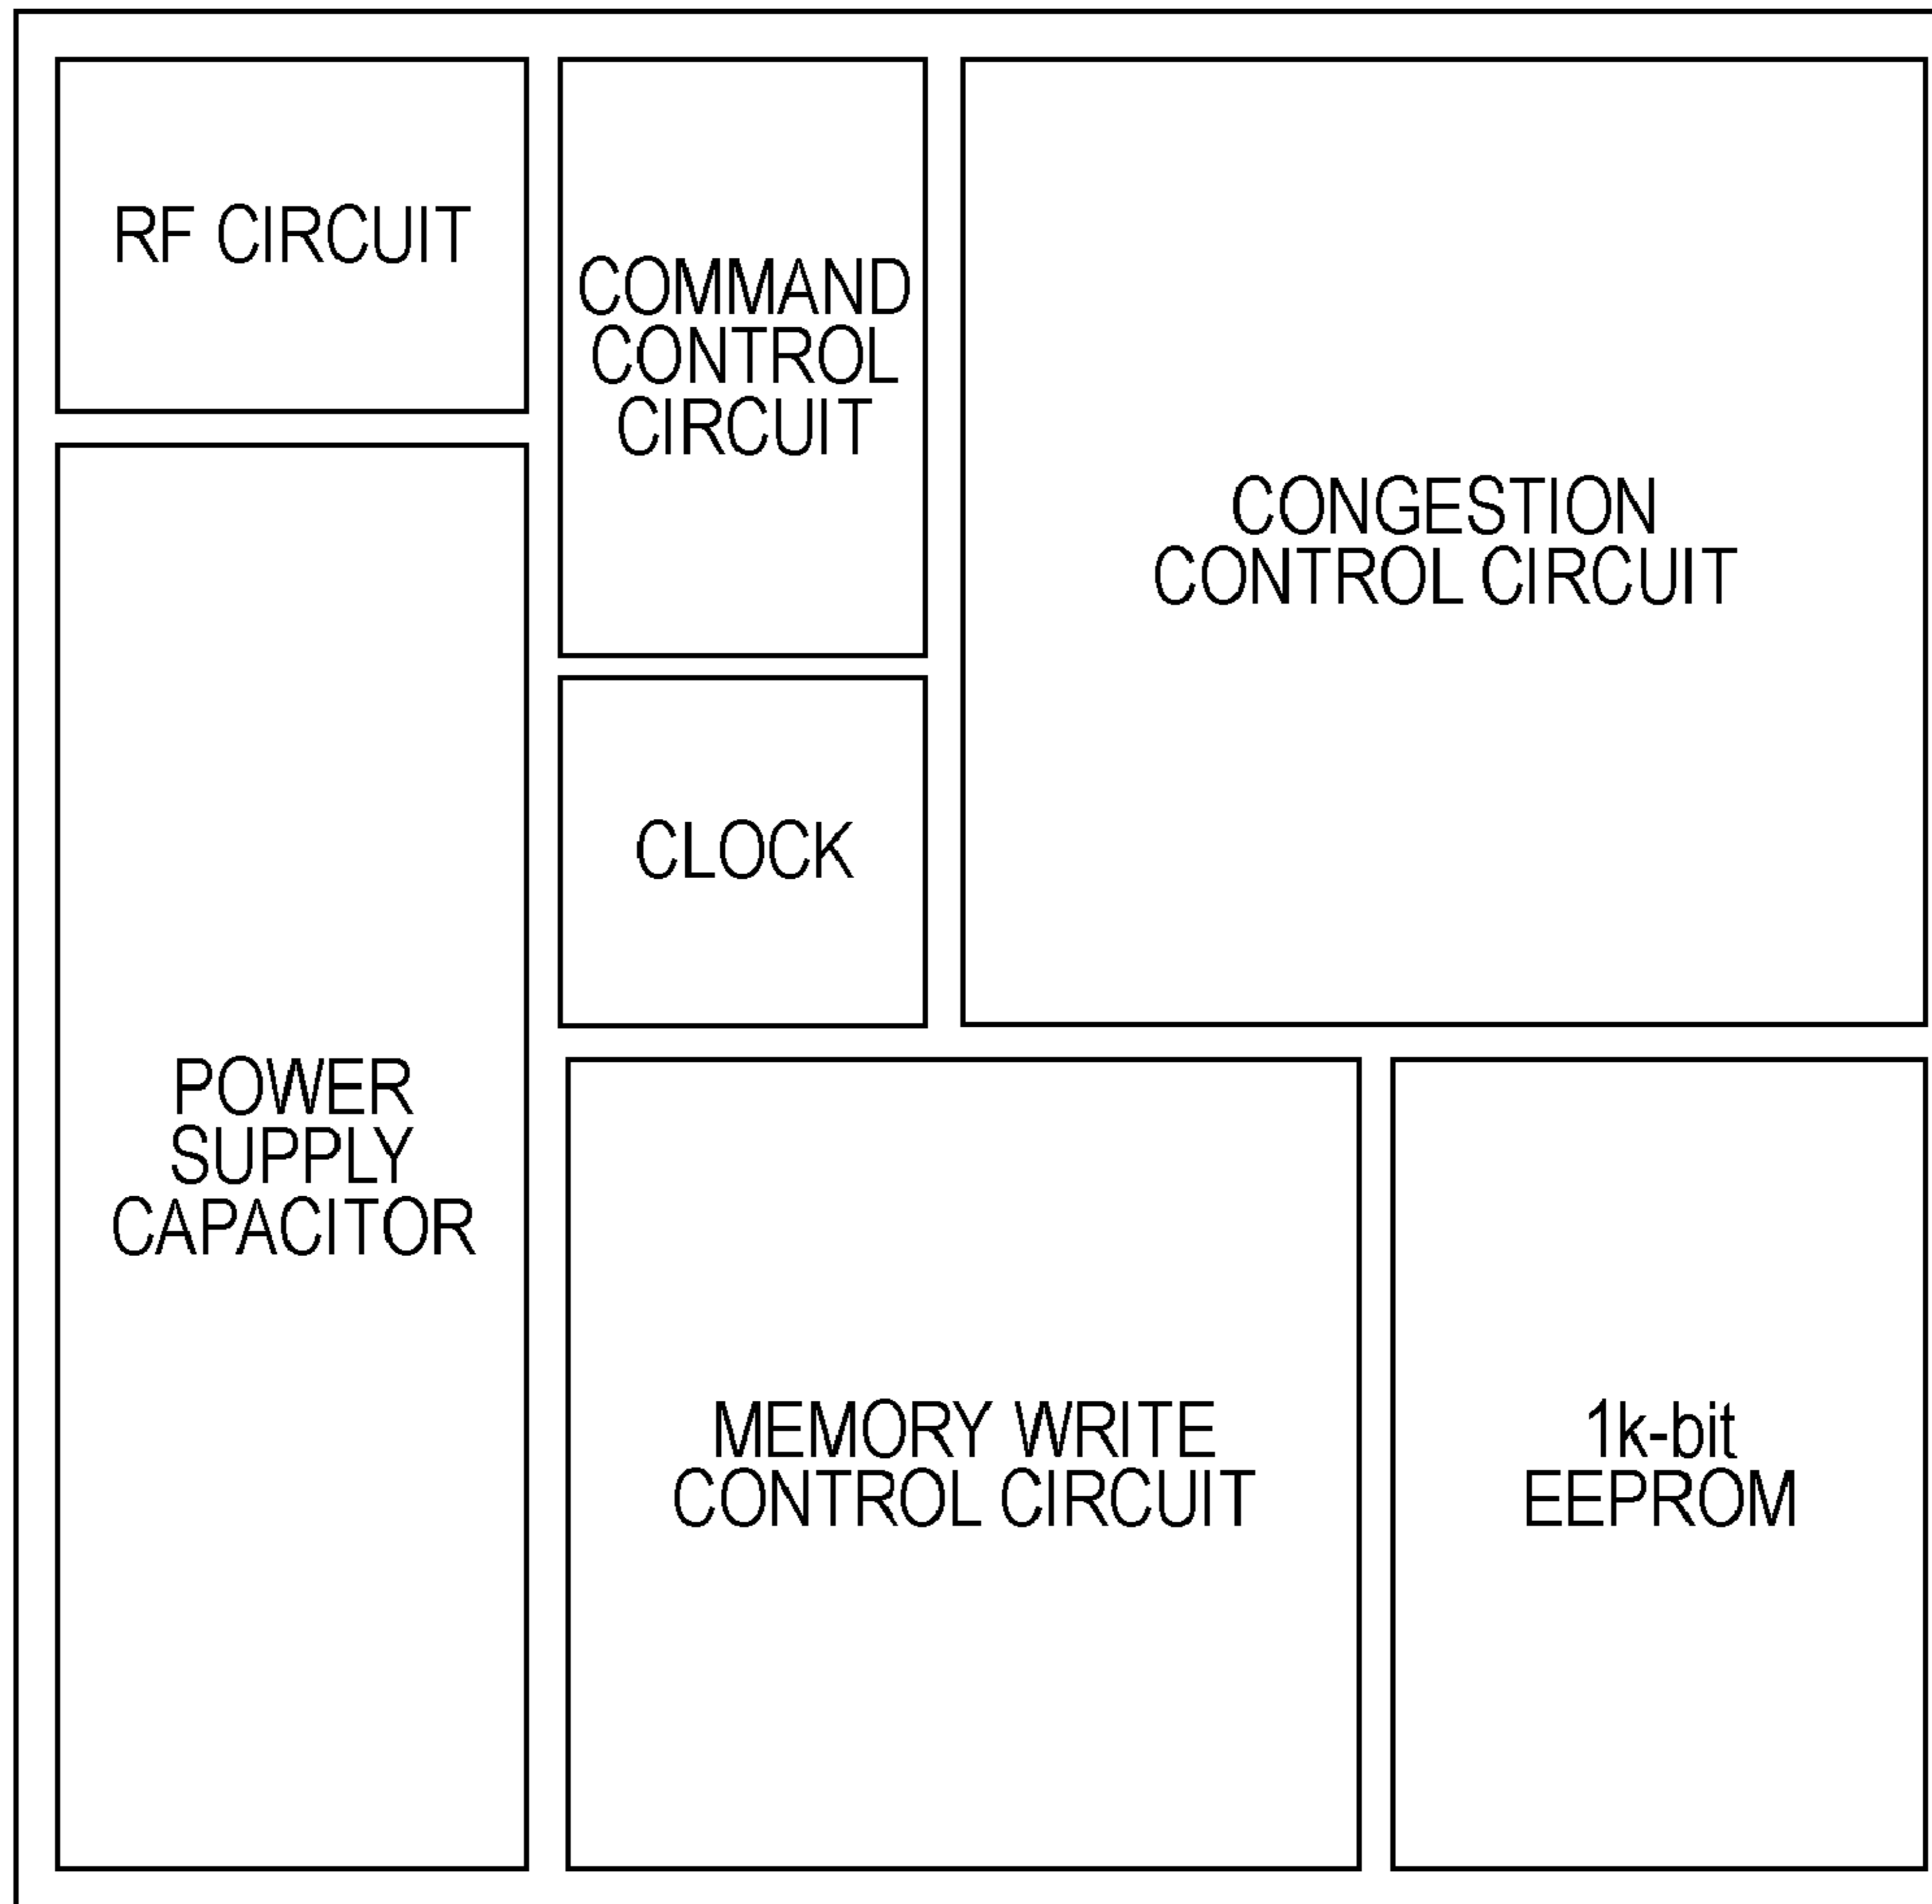 RF CIRCUIT
COMMAND
CONTROL
CIRCUIT
CONGESTION
CONTROL CIRCUIT
CLOCK
POWER
SUPPLY
CAPACITOR
MEMORY WRITE
CONTROL CIRCUIT
1k-bit
EEPROM